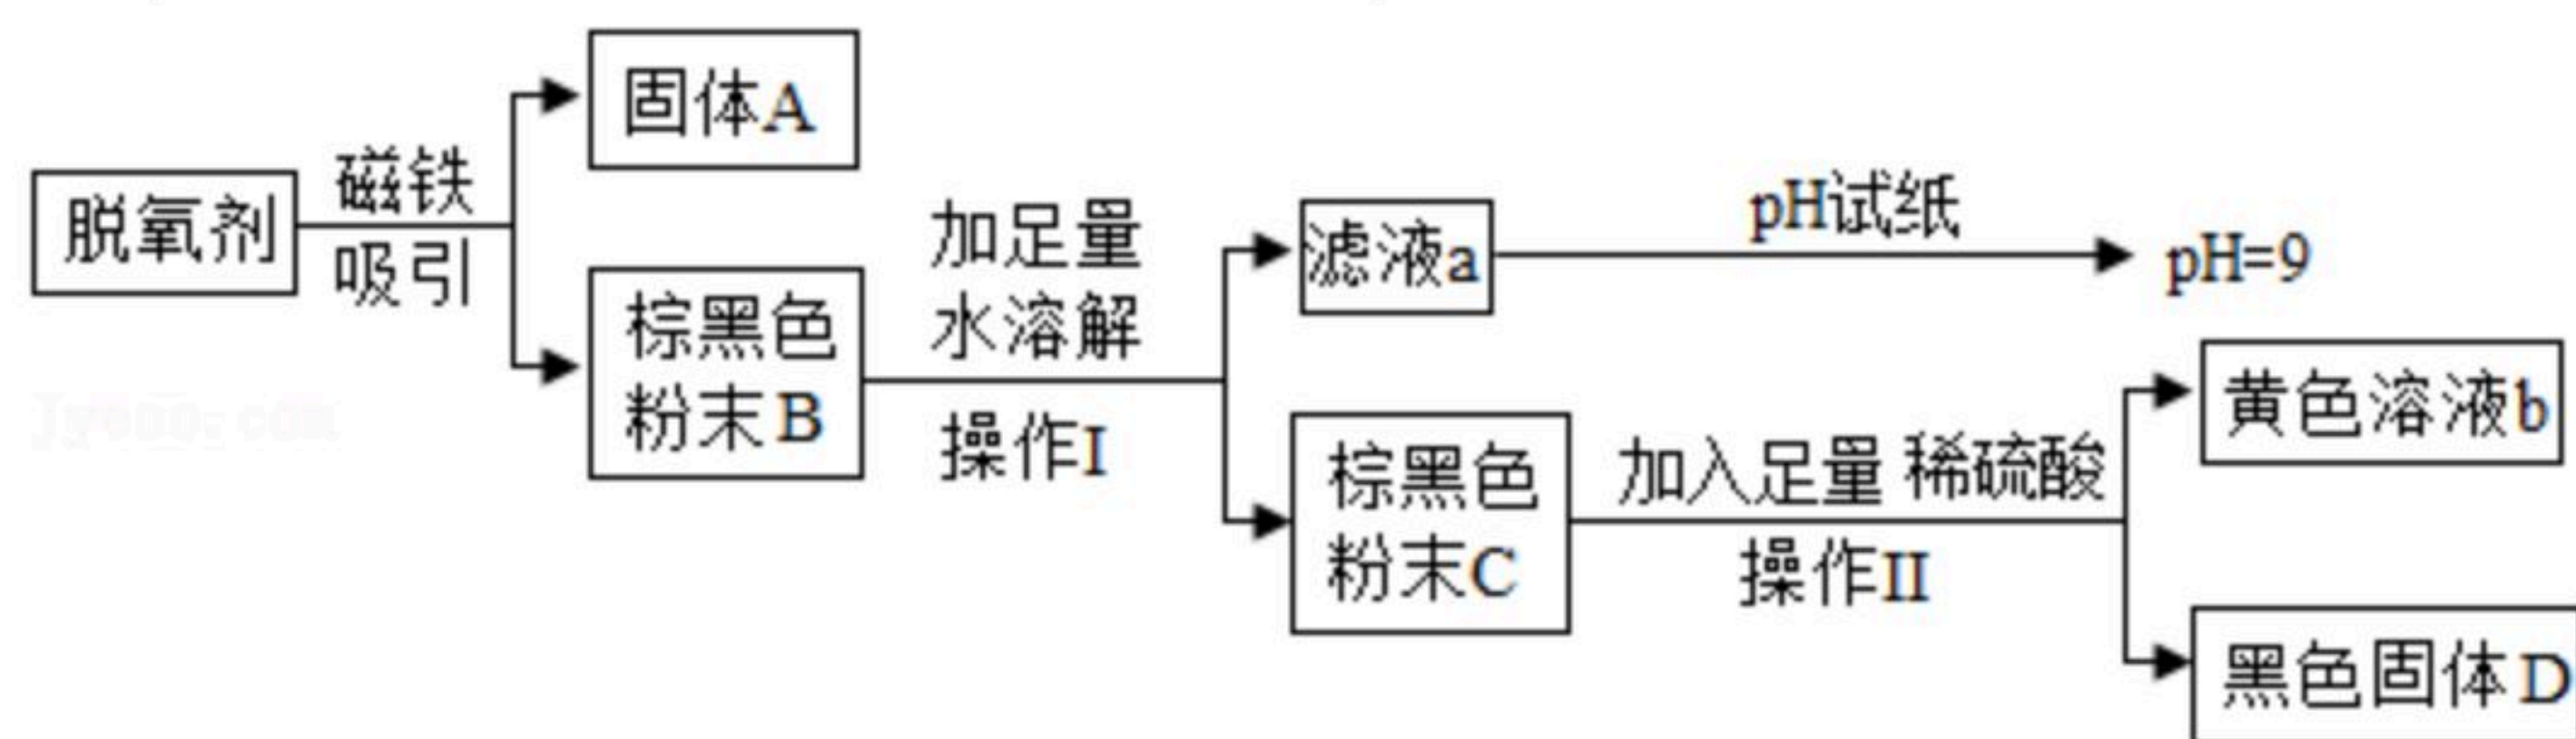 固体A
脱氧剂
磁铁
吸引
棕黑色
粉末B
加足量
水溶解
操作I
滤液a
pH试纸
pH=9
棕黑色
粉末C
加入足量 稀硫酸
操作II
黄色溶液b
黑色固体D
Jyeoo.com